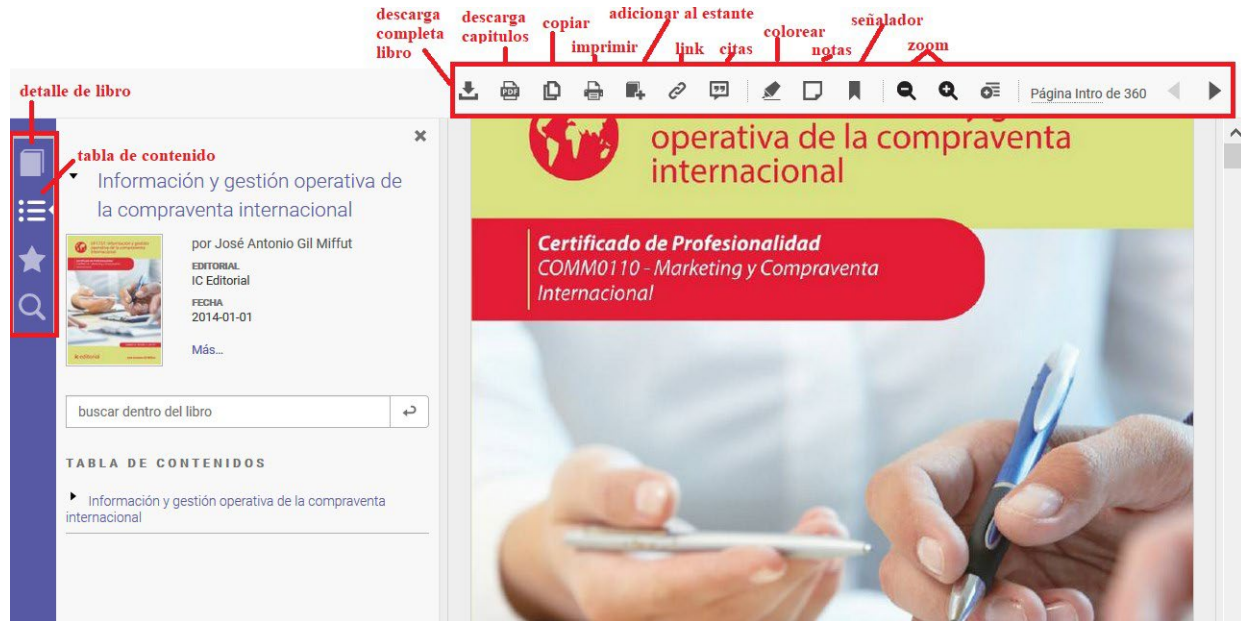 descarga
completa
libro
descarga
capitulos
copiar
imprimir
adicionar al estante
link
citas
colorear
notas
señalador
zoom
detalle de libro
PDF
Página Intro de 360
tabla de contenido
Información y gestión operativa de
la compraventa internacional
por José Antonio Gil Miffut
EDITORIAL
IC Editorial
FECHA
2014-01-01
Más...
buscar dentro del libro
TABLA DE CONTENIDOS
Información y gestión operativa de la compraventa
internacional
operativa de la compraventa
internacional
Certificado de Profesionalidad
COMM0110 - Marketing y Compraventa
Internacional